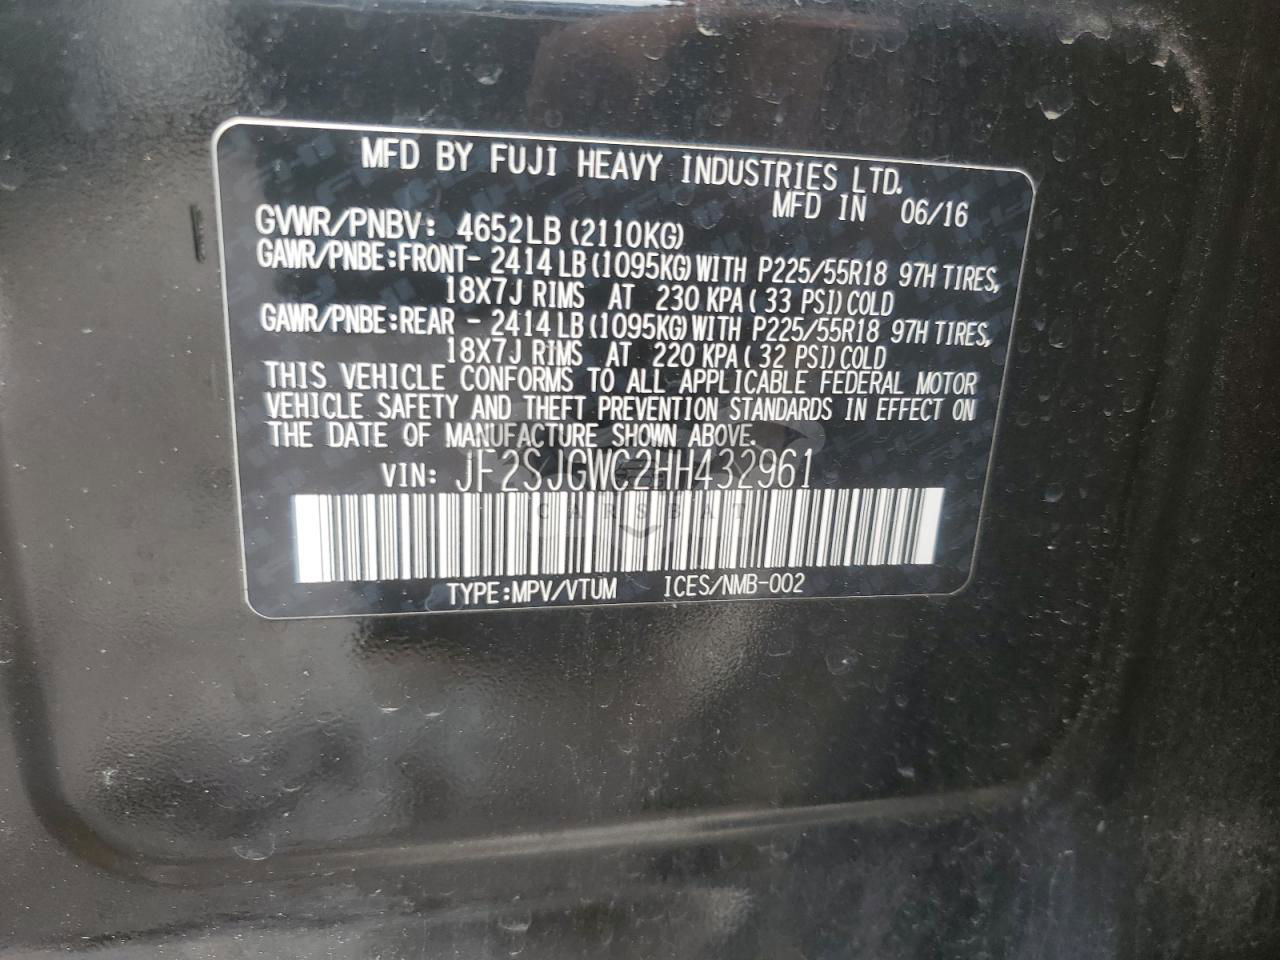 MFD BY FUJI HEAVY INDUSTRIES LTD.
MFD IN 06/16
GVWR/PNBV: 4652LB (2110KG)
GAWR/PNBE:FRONT- 2414 LB (1095KG) WITH P225/55R18 97H TIRES,
18X7J RIMS AT 230 KPA ( 33 PSI) COLD
GAWR/PNBE:REAR - 2414 LB (1095KG) WITH P225/55R18 97H TIRES,
18X7J RIMS AT 220 KPA ( 32 PSI) COLD
THIS VEHICLE CONFORMS TO ALL APPLICABLE FEDERAL MOTOR
VEHICLE SAFETY AND THEFT PREVENTION STANDARDS IN EFFECT ON
THE DATE OF MANUFACTURE SHOWN ABOVE.
VIN: JF2SJGWC2HH432961
CARSBAT
TYPE:MPV/VTUM ICES/NMB-002